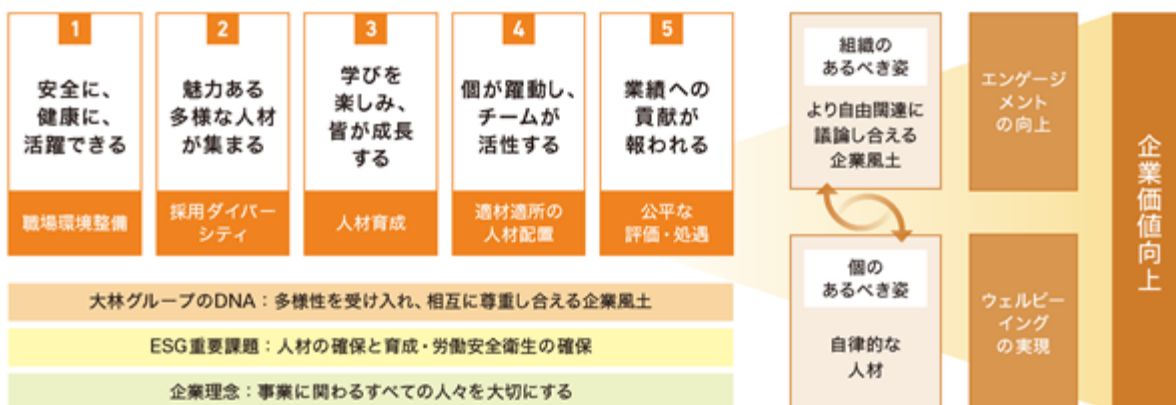 1
安全に、
健康に、
活躍できる
職場環境整備
2
魅力ある
多様な人材
が集まる
採用ダイバー
シティ
3
学びを
楽しみ、
皆が成長
する
人材育成
4
個が躍動し、
チームが
活性する
適材適所の
人材配置
5
業績への
貢献が
報われる
公平な
評価・処遇
大林グループのDNA：多様性を受け入れ、相互に尊重し合える企業風土
ESG重要課題：人材の確保と育成・労働安全衛生の確保
企業理念：事業に関わるすべての人々を大切にする
組織の
あるべき姿
より自由闊達に
議論し合える
企業風土
個の
あるべき姿
自律的な
人材
エンゲージ
メント
の向上
ウェルビー
イング
の実現
企業価値向上